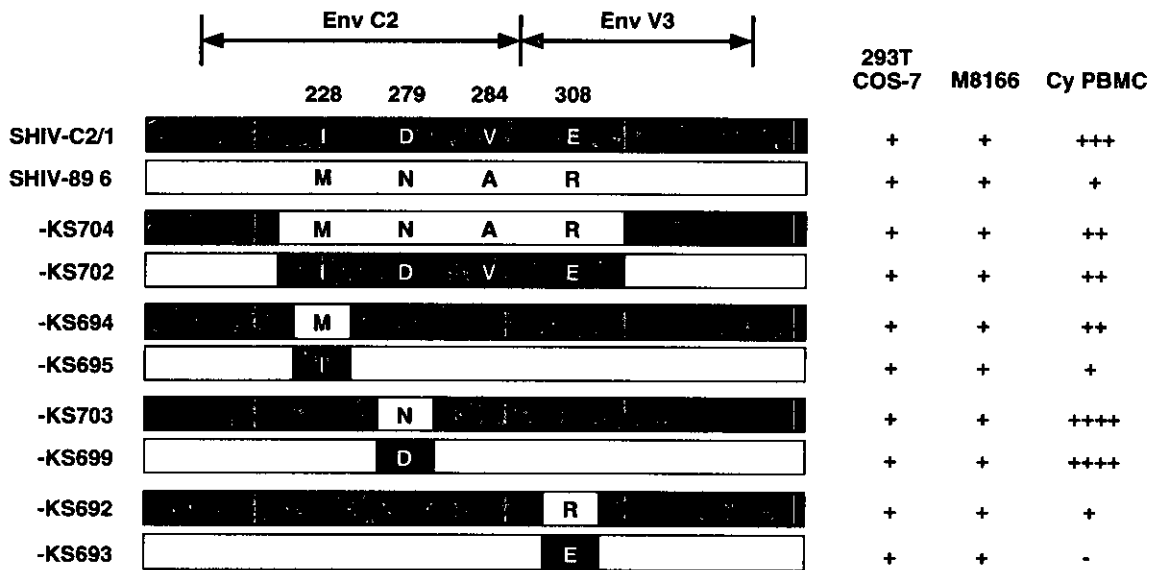 Env C2 Env V3
293T
COS-7 M8166 Cy PBMC
228 279 284 308
SHIV-C2/1 I D V E + + +++
SHIV-89 6 M N A R + + +
-KS704 M N A R + + ++
-KS702 I D V E + + ++
-KS694 M + + ++
-KS695 I + + +
-KS703 N + + ++++
-KS699 D + + ++++
-KS692 R + + +
-KS693 E + + -